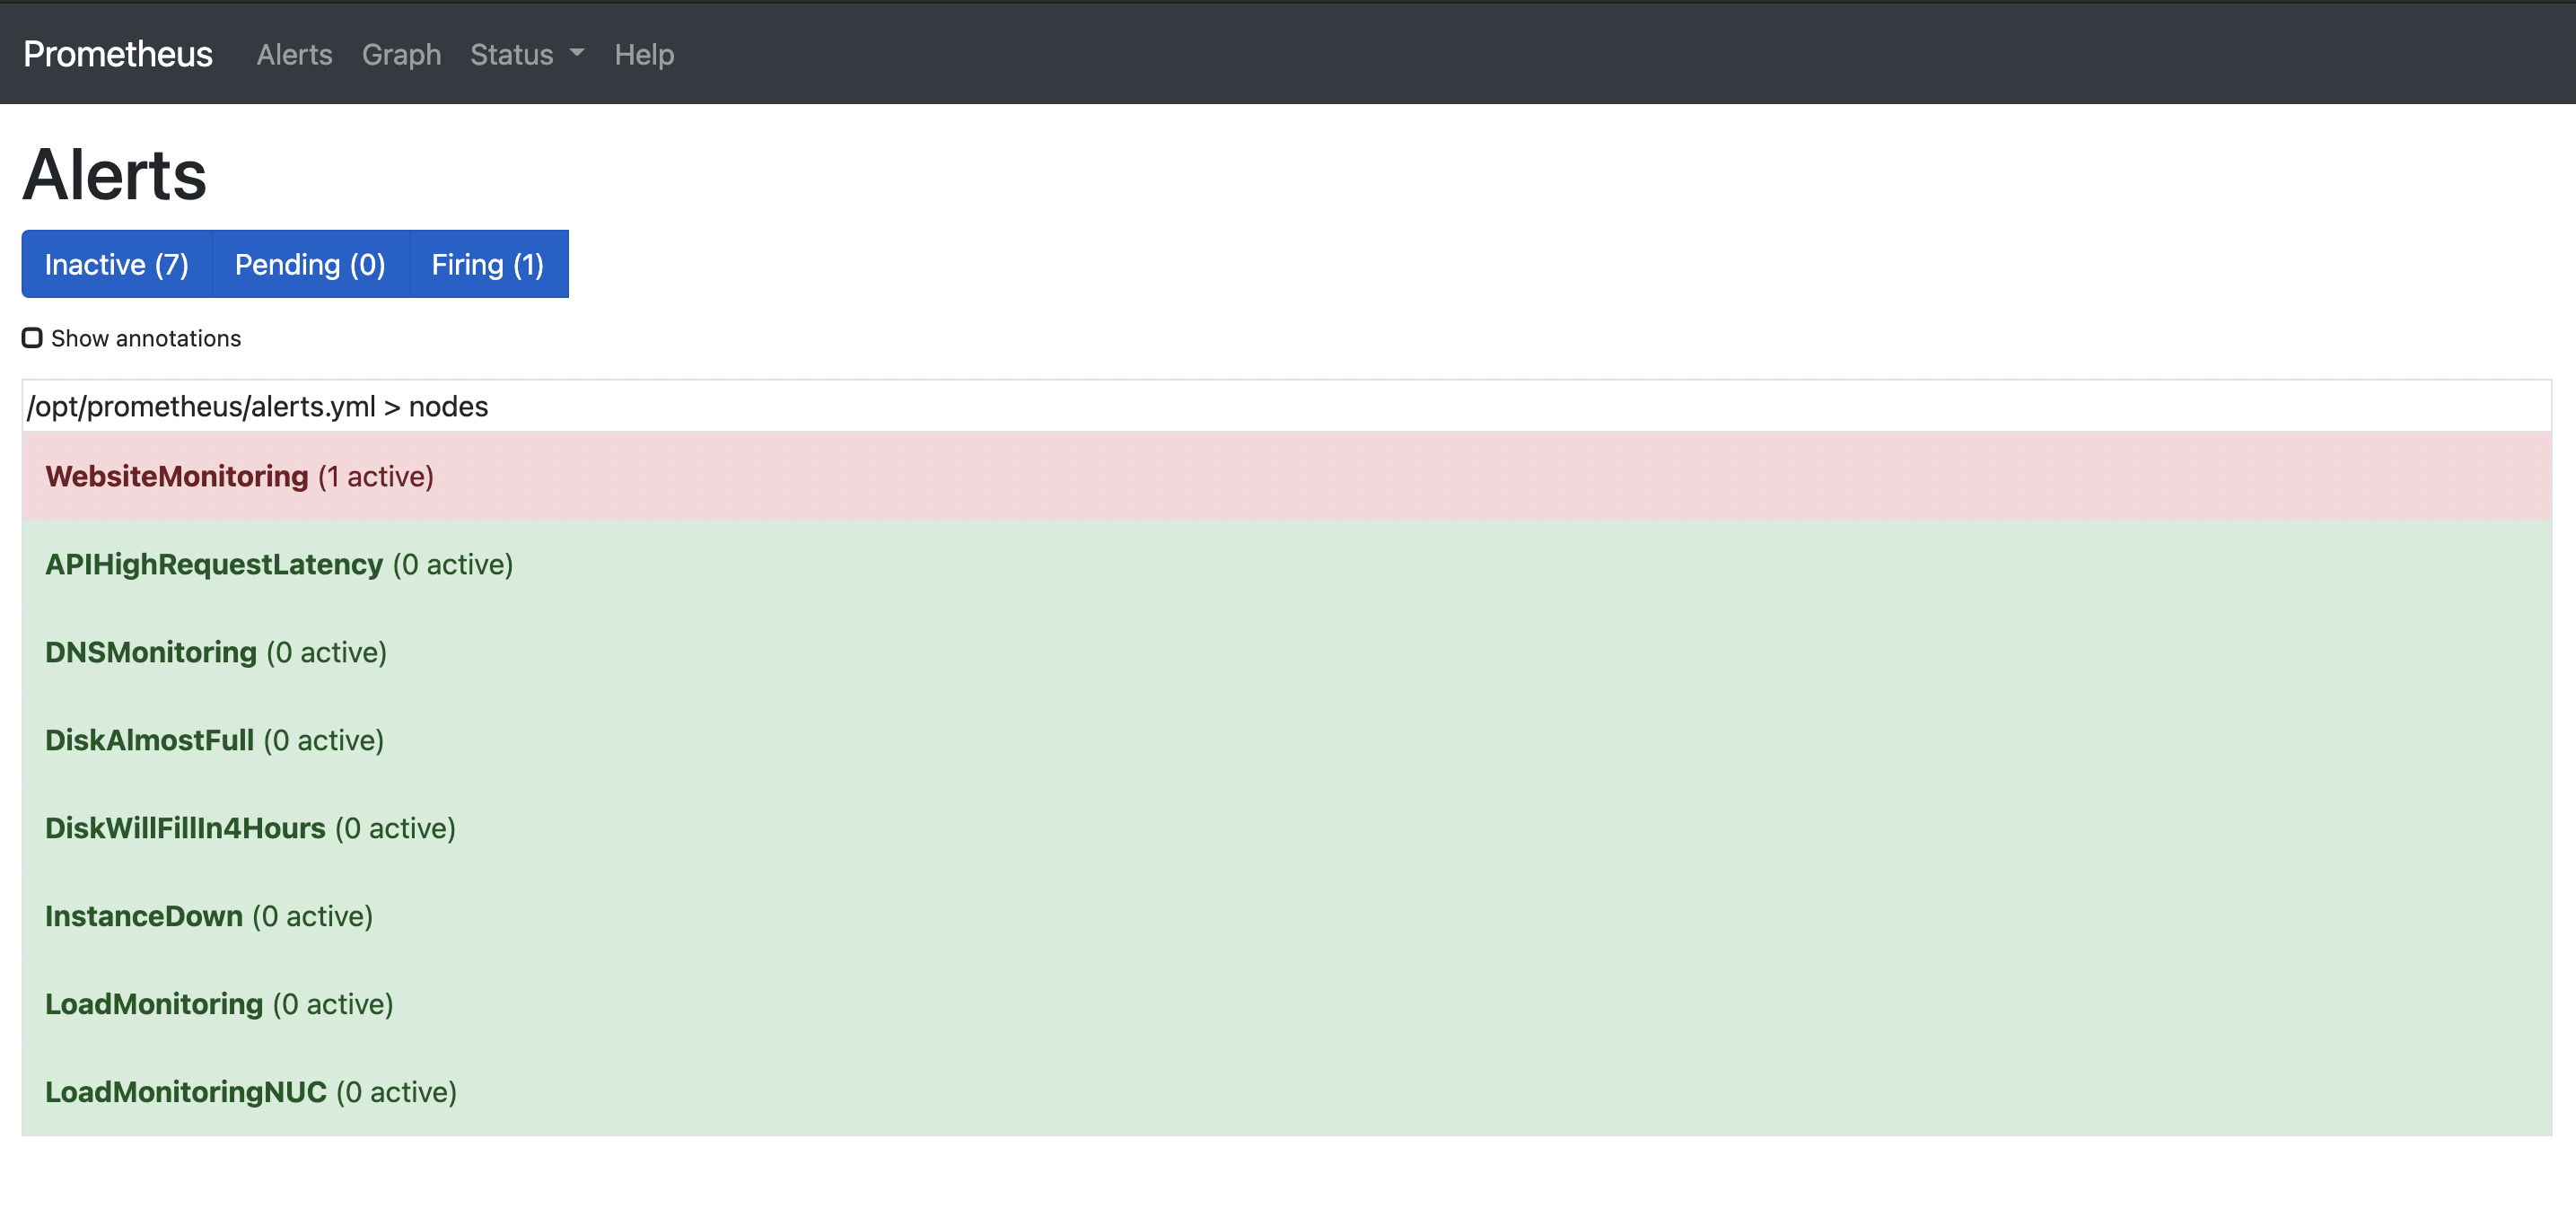 Prometheus Alerts Graph Status Help
Alerts
Inactive (7) Pending (0) Firing (1)
Show annotations
/opt/prometheus/alerts.yml > nodes
WebsiteMonitoring (1 active)
APIHighRequestLatency (0 active)
DNSMonitoring (0 active)
DiskAlmostFull (0 active)
DiskWillFillIn4Hours (0 active)
InstanceDown (0 active)
LoadMonitoring (0 active)
LoadMonitoringNUC (0 active)